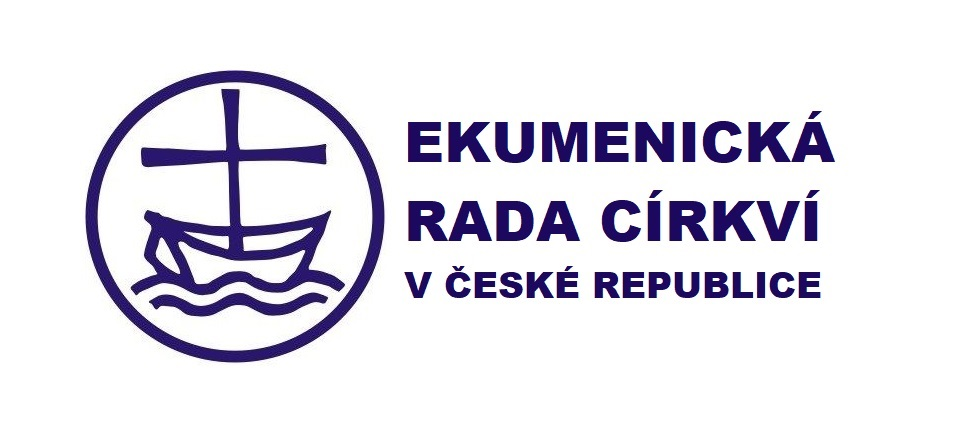 EKUMENICKÁ
RADA CÍRKVÍ
V ČESKÉ REPUBLICE